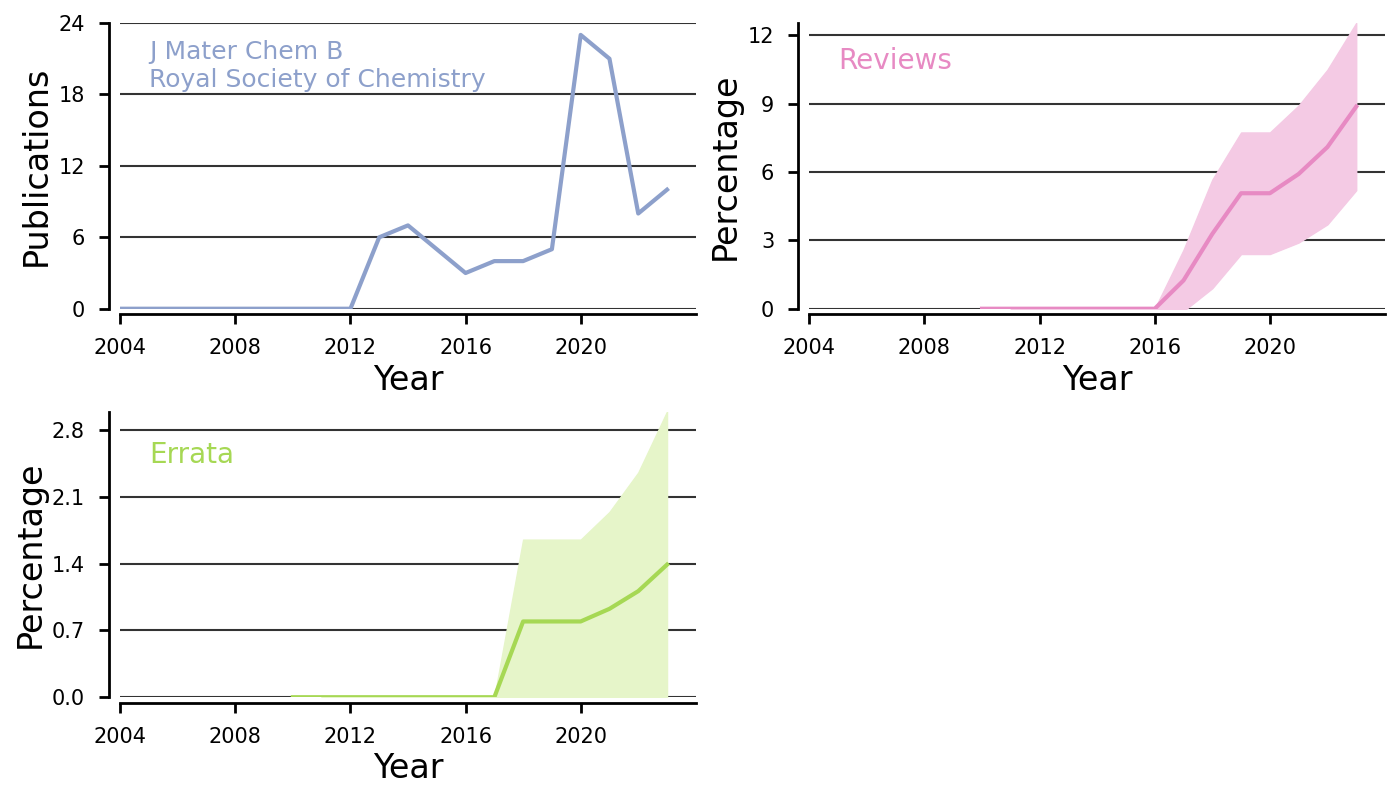 24
18
12
6
0
Publications
J Mater Chem B
Royal Society of Chemistry
2004 2008 2012 2016 2020
Year
12
9
6
3
0
Percentage
Reviews
2004 2008 2012 2016 2020
Year
2.8
2.1
1.4
0.7
0.0
Percentage
Errata
2004 2008 2012 2016 2020
Year